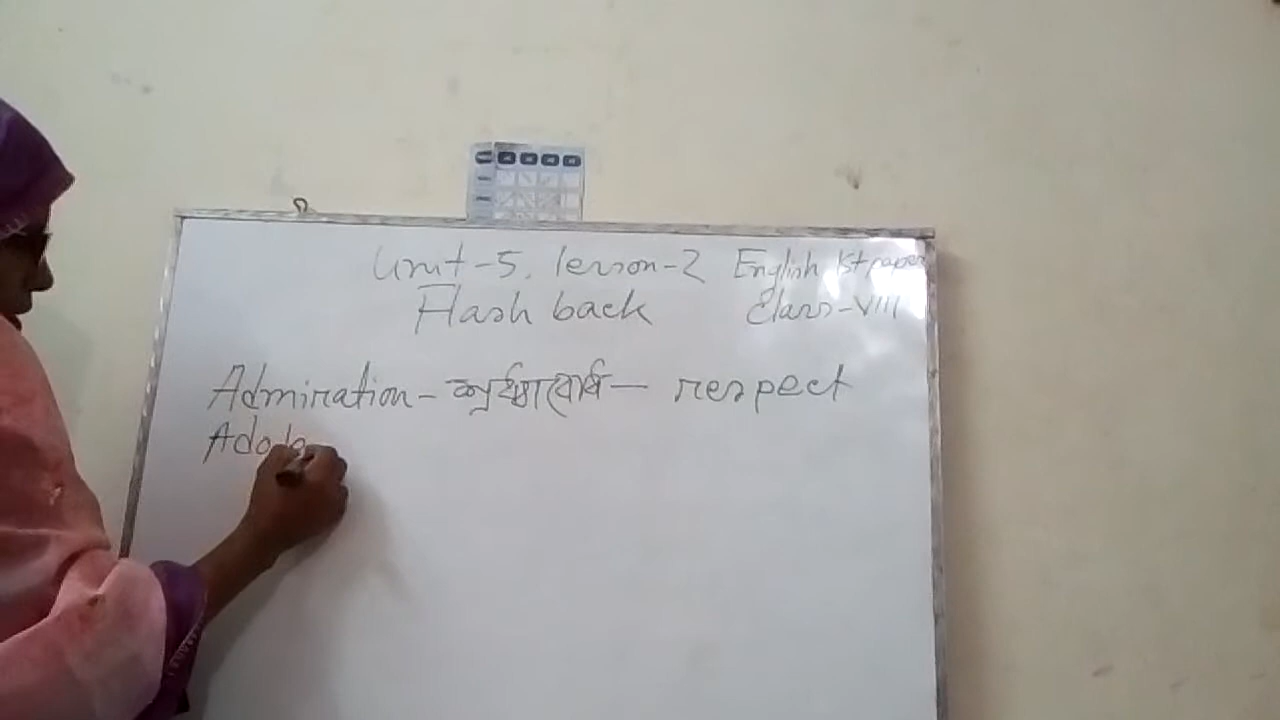 Unit-5, lesson-2 English 1st paper
Flash back Class-VIII
Admiration- শ্রদ্ধাবোধ — respect